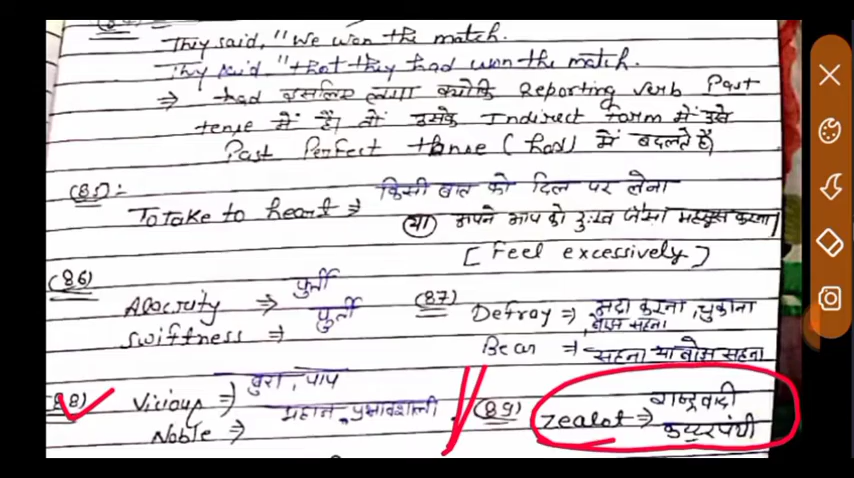 They said, "We won the match.
They said "that they had won the match.
⇒ had इसलिए लगा क्योकि Reporting verb Past
tense में है। तो उसके Indirect form में उसे
Past Perfect thnse (had) में बदलते हैं
(85): किसी बात को दिल पर लेना
To take to heart ⇒
(या) अपने आप को दुःख जैसा महसूस करना।
[Feel excessively]
(86)
Alacrity ⇒ फुर्ती
swiftness ⇒ फुर्ती
(87) Defray ⇒ अदा करना, चुकाना
, बोझ सहना
Bear ⇒ सहना या बोझ सहना
(88) Vicious ⇒ बुरा, पाप
Noble ⇒ महान, प्रभावशाली
(89) Zealot ⇒ राष्ट्रवादी
कट्टरपंथी